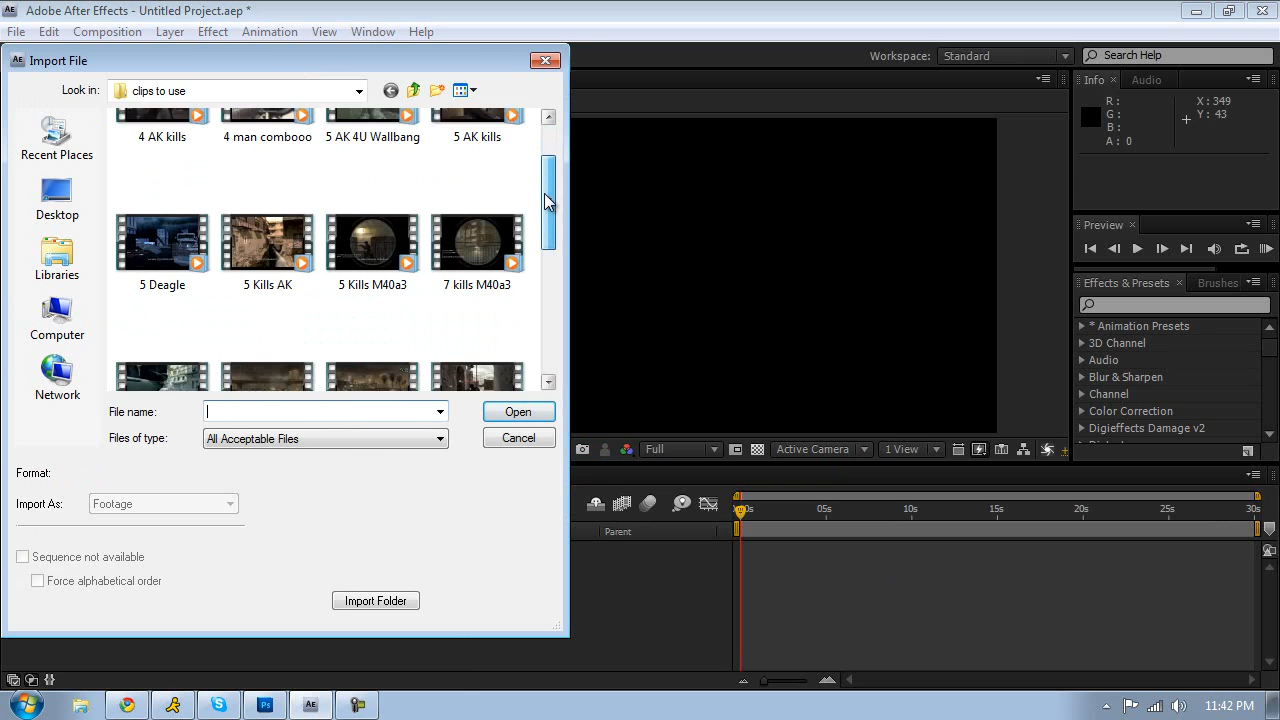 Adobe After Effects - Untitled Project.aep *
File Edit Composition Layer Effect Animation View Window Help
Workspace: Standard Search Help
Import File
Look in: clips to use
Recent Places
Desktop
Libraries
Computer
Network
4 AK kills 4 man combooo 5 AK 4U Wallbang 5 AK kills
5 Deagle 5 Kills AK 5 Kills M40a3 7 kills M40a3
File name: Open
Files of type: All Acceptable Files Cancel
Format:
Import As: Footage
Sequence not available
Force alphabetical order
Import Folder
Info Audio
R: X: 349
G: Y: 43
B:
A: 0
Preview
Effects & Presets Brushes
* Animation Presets
3D Channel
Audio
Blur & Sharpen
Channel
Color Correction
Digieffects Damage v2
Full Active Camera 1 View
05s 10s 15s 20s 25s 30s
Parent
11:42 PM